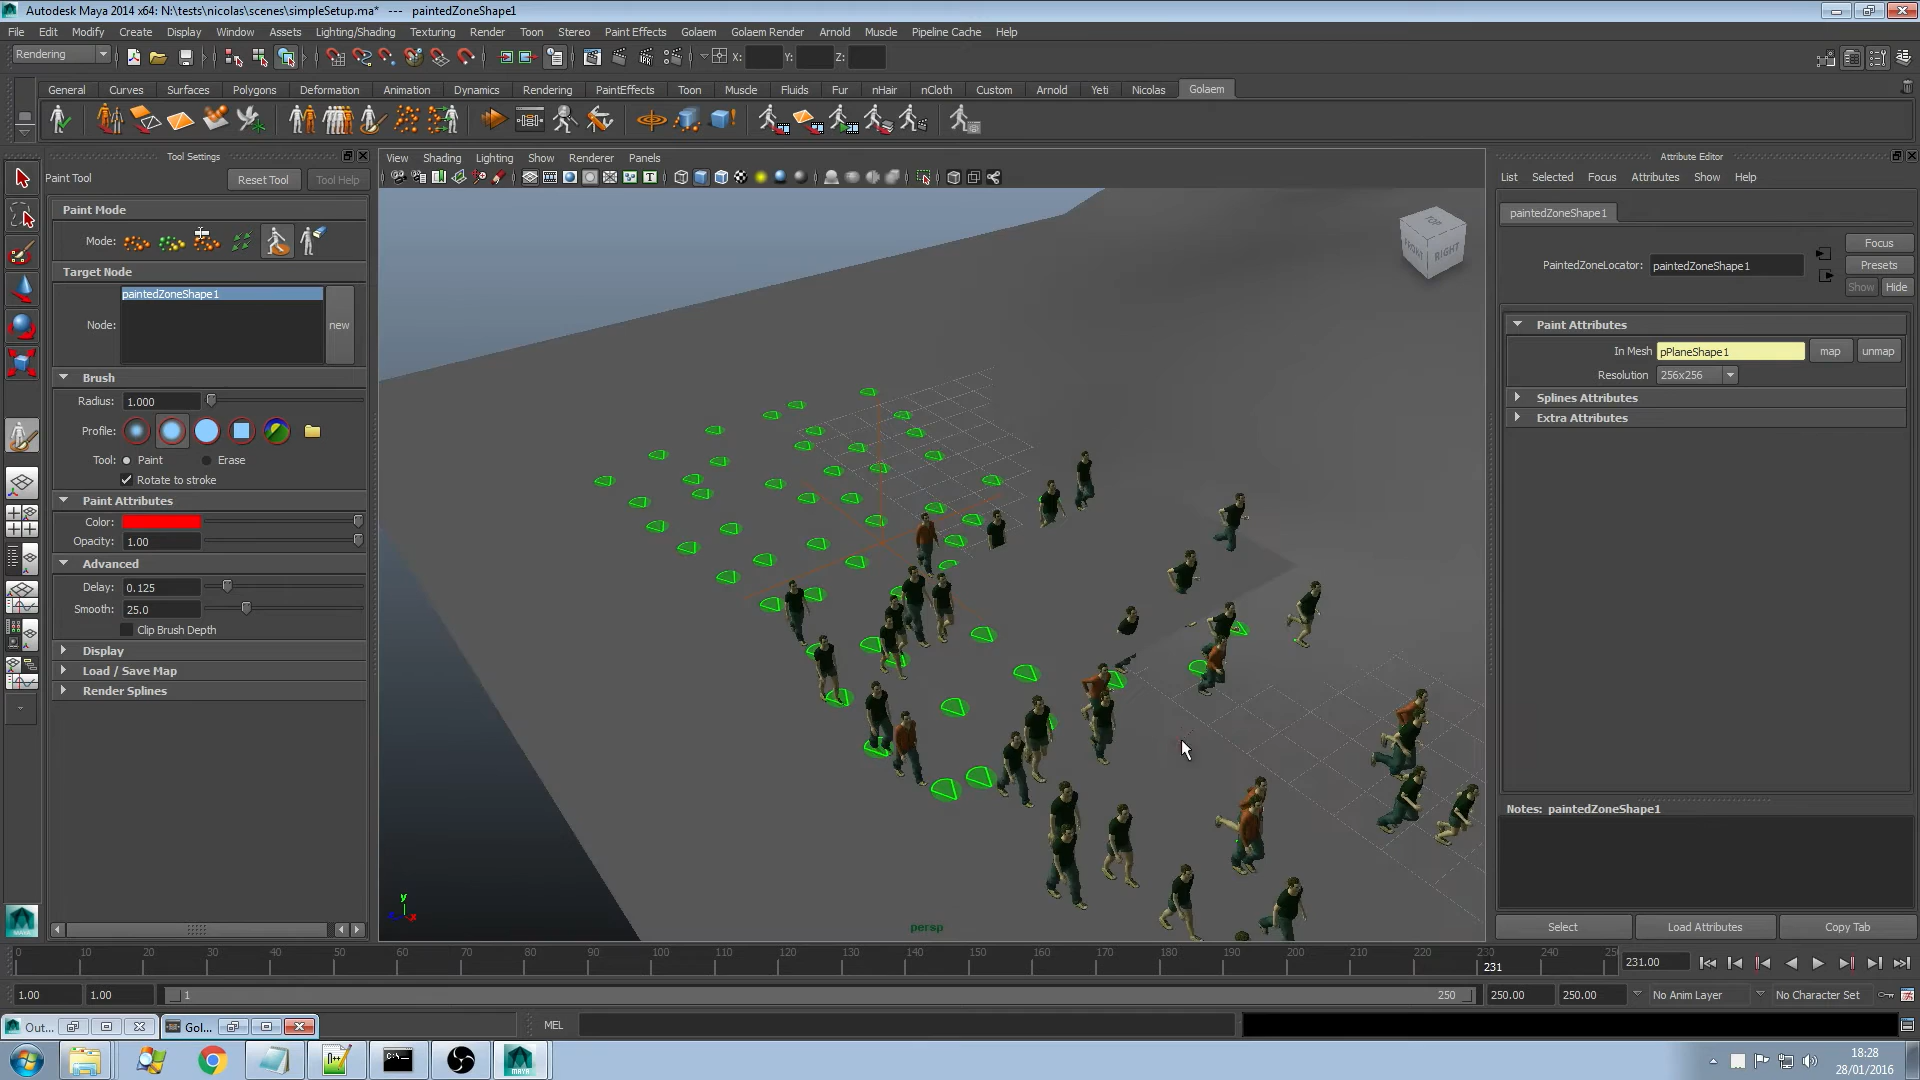 Autodesk Maya 2014 x64: N:\tests\nicolas\scenes\simpleSetup.ma* --- paintedZoneShape1
File Edit Modify Create Display Window Assets Lighting/Shading Texturing Render Toon Stereo Paint Effects Golaem Golaem Render Arnold Muscle Pipeline Cache Help
Rendering X: Y: Z:
General Curves Surfaces Polygons Deformation Animation Dynamics Rendering PaintEffects Toon Muscle Fluids Fur nHair nCloth Custom Arnold Yeti Nicolas Golaem
Tool Settings
Paint Tool Reset Tool Tool Help
Paint Mode
Mode:
Target Node
paintedZoneShape1
Node: new
Brush
Radius: 1.000
Profile:
Tool: Paint Erase
Rotate to stroke
Paint Attributes
Color:
Opacity: 1.00
Advanced
Delay: 0.125
Smooth: 25.0
Clip Brush Depth
Display
Load / Save Map
Render Splines
View Shading Lighting Show Renderer Panels
TOP
FRONT RIGHT
y
x
persp
Attribute Editor
List Selected Focus Attributes Show Help
paintedZoneShape1
Focus
PaintedZoneLocator: paintedZoneShape1 Presets
Show Hide
Paint Attributes
In Mesh pPlaneShape1 map unmap
Resolution 256x256
Splines Attributes
Extra Attributes
Notes: paintedZoneShape1
Select Load Attributes Copy Tab
0 10 20 30 40 50 60 70 80 90 100 110 120 130 140 150 160 170 180 190 200 210 220 230 240 25
231 231.00
1.00 1.00 1 250 250.00 250.00 No Anim Layer No Character Set
Out... Gol... MEL
MAYA
18:28
28/01/2016